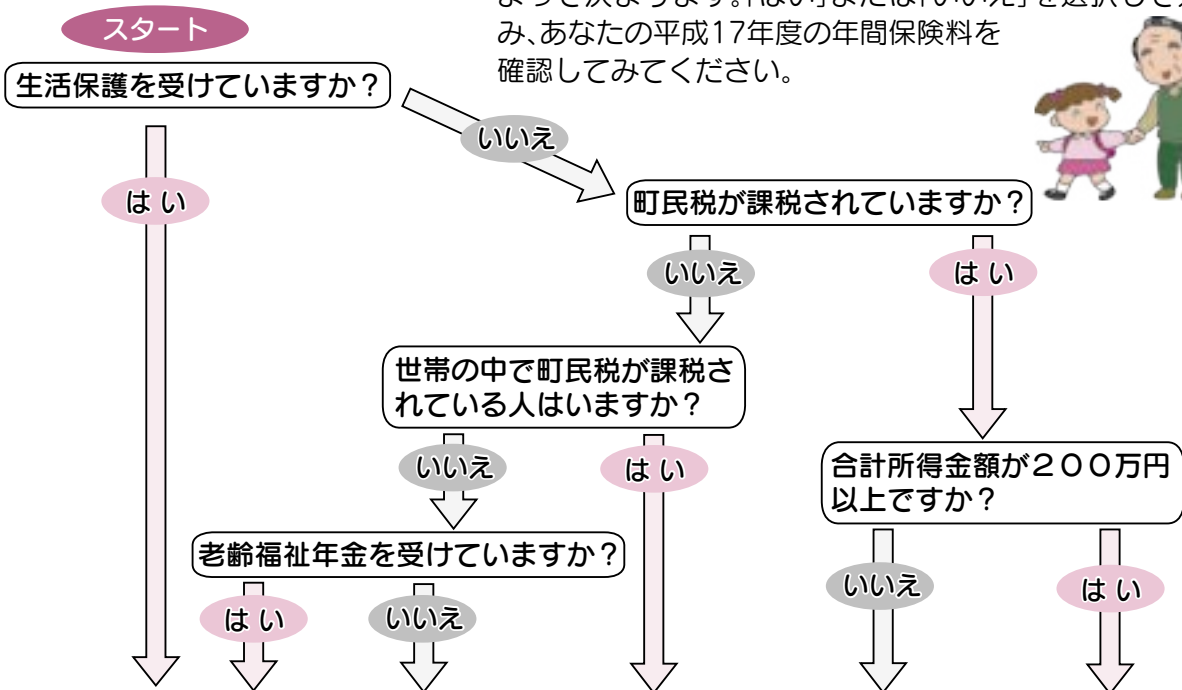 み、あなたの平成17年度の年間保険料を
確認してみてください。
スタート
生活保護を受けていますか？
いいえ
はい
町民税が課税されていますか？
いいえ
はい
世帯の中で町民税が課税さ
れている人はいますか？
いいえ
はい
合計所得金額が２００万円
以上ですか？
老齢福祉年金を受けていますか？
はい
いいえ
いいえ
はい